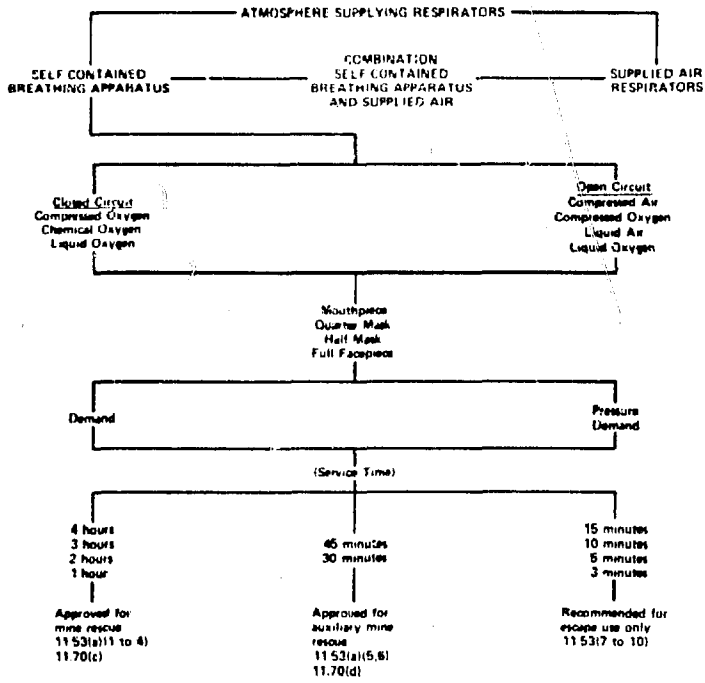 ATMOSPHERE SUPPLYING RESPIRATORS
SELF CONTAINED
BREATHING APPARATUS
COMBINATION
SELF CONTAINED
BREATHING APPARATUS
AND SUPPLIED AIR
SUPPLIED AIR
RESPIRATORS
Closed Circuit
Compressed Oxygen
Chemical Oxygen
Liquid Oxygen
Open Circuit
Compressed Air
Compressed Oxygen
Liquid Air
Liquid Oxygen
Mouthpiece
Quarter Mask
Half Mask
Full Facepiece
Demand
Pressure
Demand
(Service Time)
4 hours
3 hours
2 hours
1 hour
45 minutes
30 minutes
15 minutes
10 minutes
5 minutes
3 minutes
Approved for
mine rescue
11.53(a)(1 to 4)
11.70(c)
Approved for
auxiliary mine
rescue
11.53(a)(5,6)
11.70(d)
Recommended for
escape use only
11.53(7 to 10)